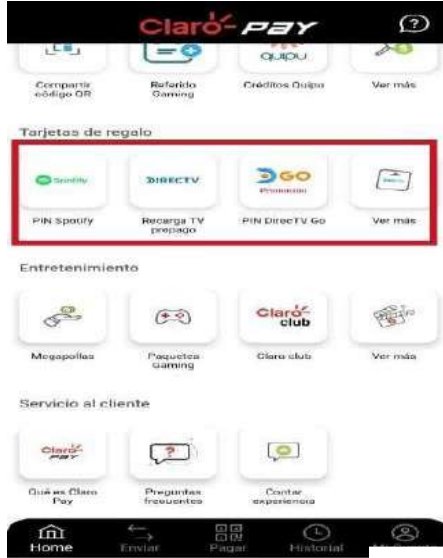 Claro pay
quipu
Compartir código QR
Referido Gaming
Créditos Quipu
Ver más
Tarjetas de regalo
Spotify
DIRECTV
DGO
PIN Spotify
Recarga TV prepago
PIN DirecTV Go
Ver más
Entretenimiento
Claro club
Megapollas
Paquetes Gaming
Claro club
Ver más
Servicio al cliente
Claro PAY
?
Qué es Claro Pay
Preguntas frecuentes
Contar experiencia
Home
Enviar
Pagar
Historial